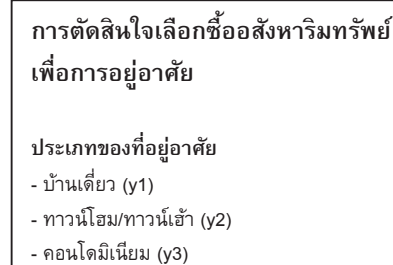 การตัดสินใจเลือกซื้ออสังหาริมทรัพย์
เพื่อการอยู่อาศัย
ประเภทของที่อยู่อาศัย
- บ้านเดี่ยว (y1)
- ทาวน์โฮม/ทาวน์เฮ้า (y2)
- คอนโดมิเนียม (y3)